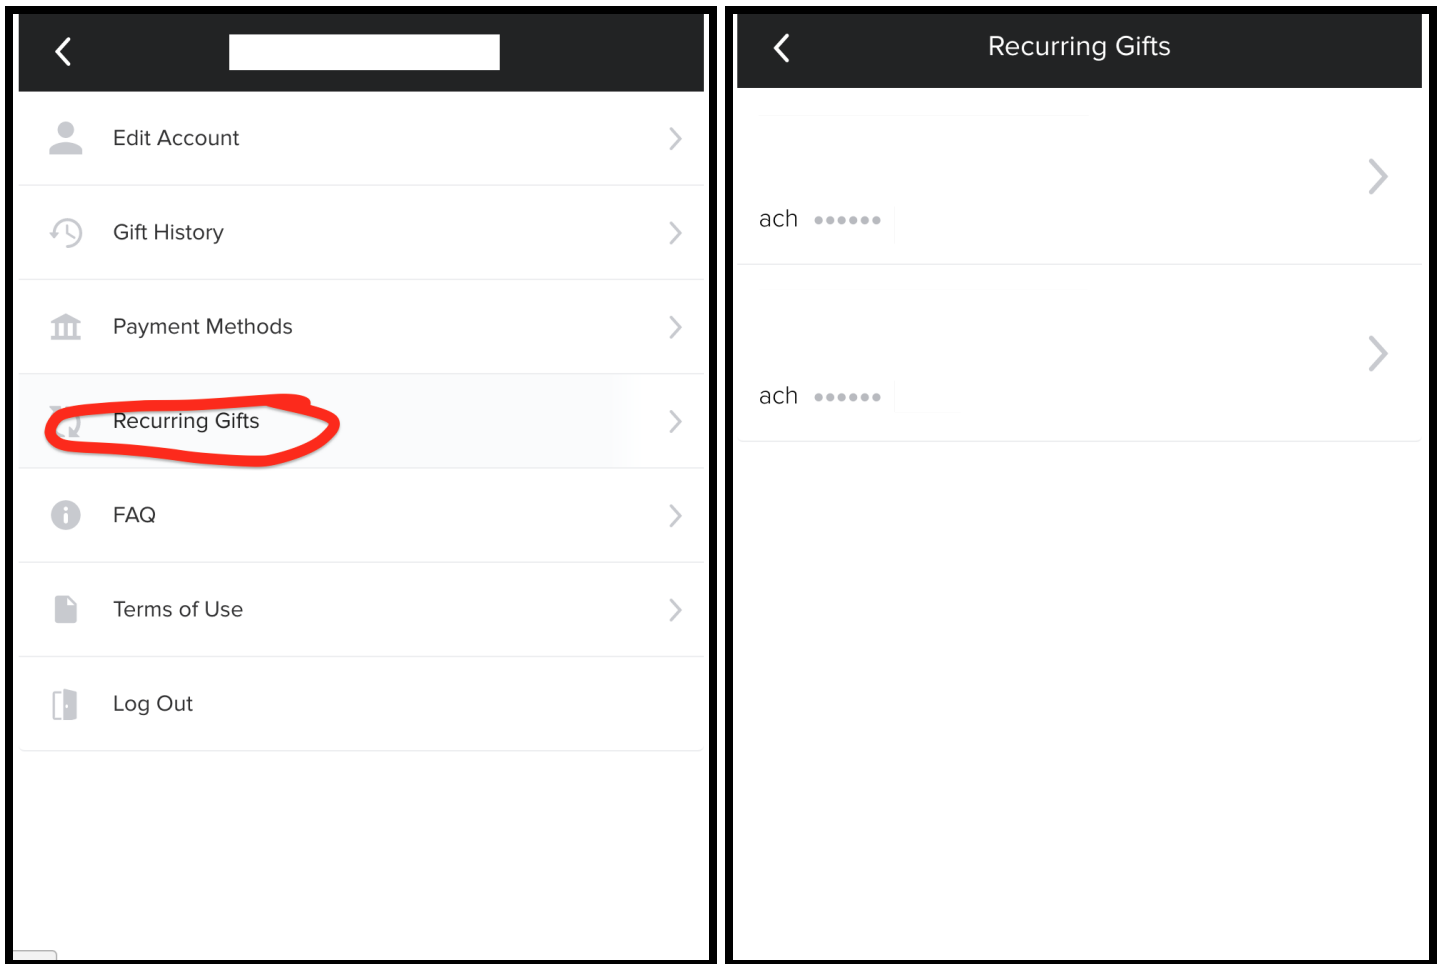 Edit Account
Gift History
Payment Methods
Recurring Gifts
FAQ
Terms of Use
Log Out
Recurring Gifts
ach ••••••
ach ••••••